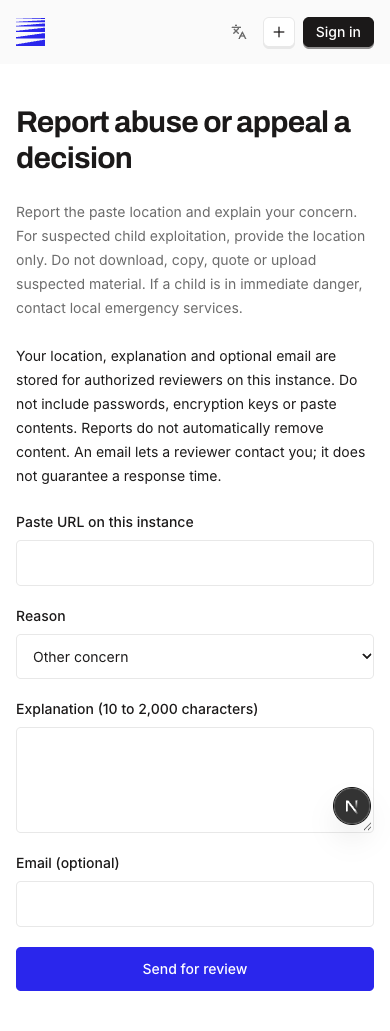 Sign in
Report abuse or appeal a
decision
Report the paste location and explain your concern.
For suspected child exploitation, provide the location
only. Do not download, copy, quote or upload
suspected material. If a child is in immediate danger,
contact local emergency services.
Your location, explanation and optional email are
stored for authorized reviewers on this instance. Do
not include passwords, encryption keys or paste
contents. Reports do not automatically remove
content. An email lets a reviewer contact you; it does
not guarantee a response time.
Paste URL on this instance
Reason
Other concern
Explanation (10 to 2,000 characters)
N
Email (optional)
Send for review